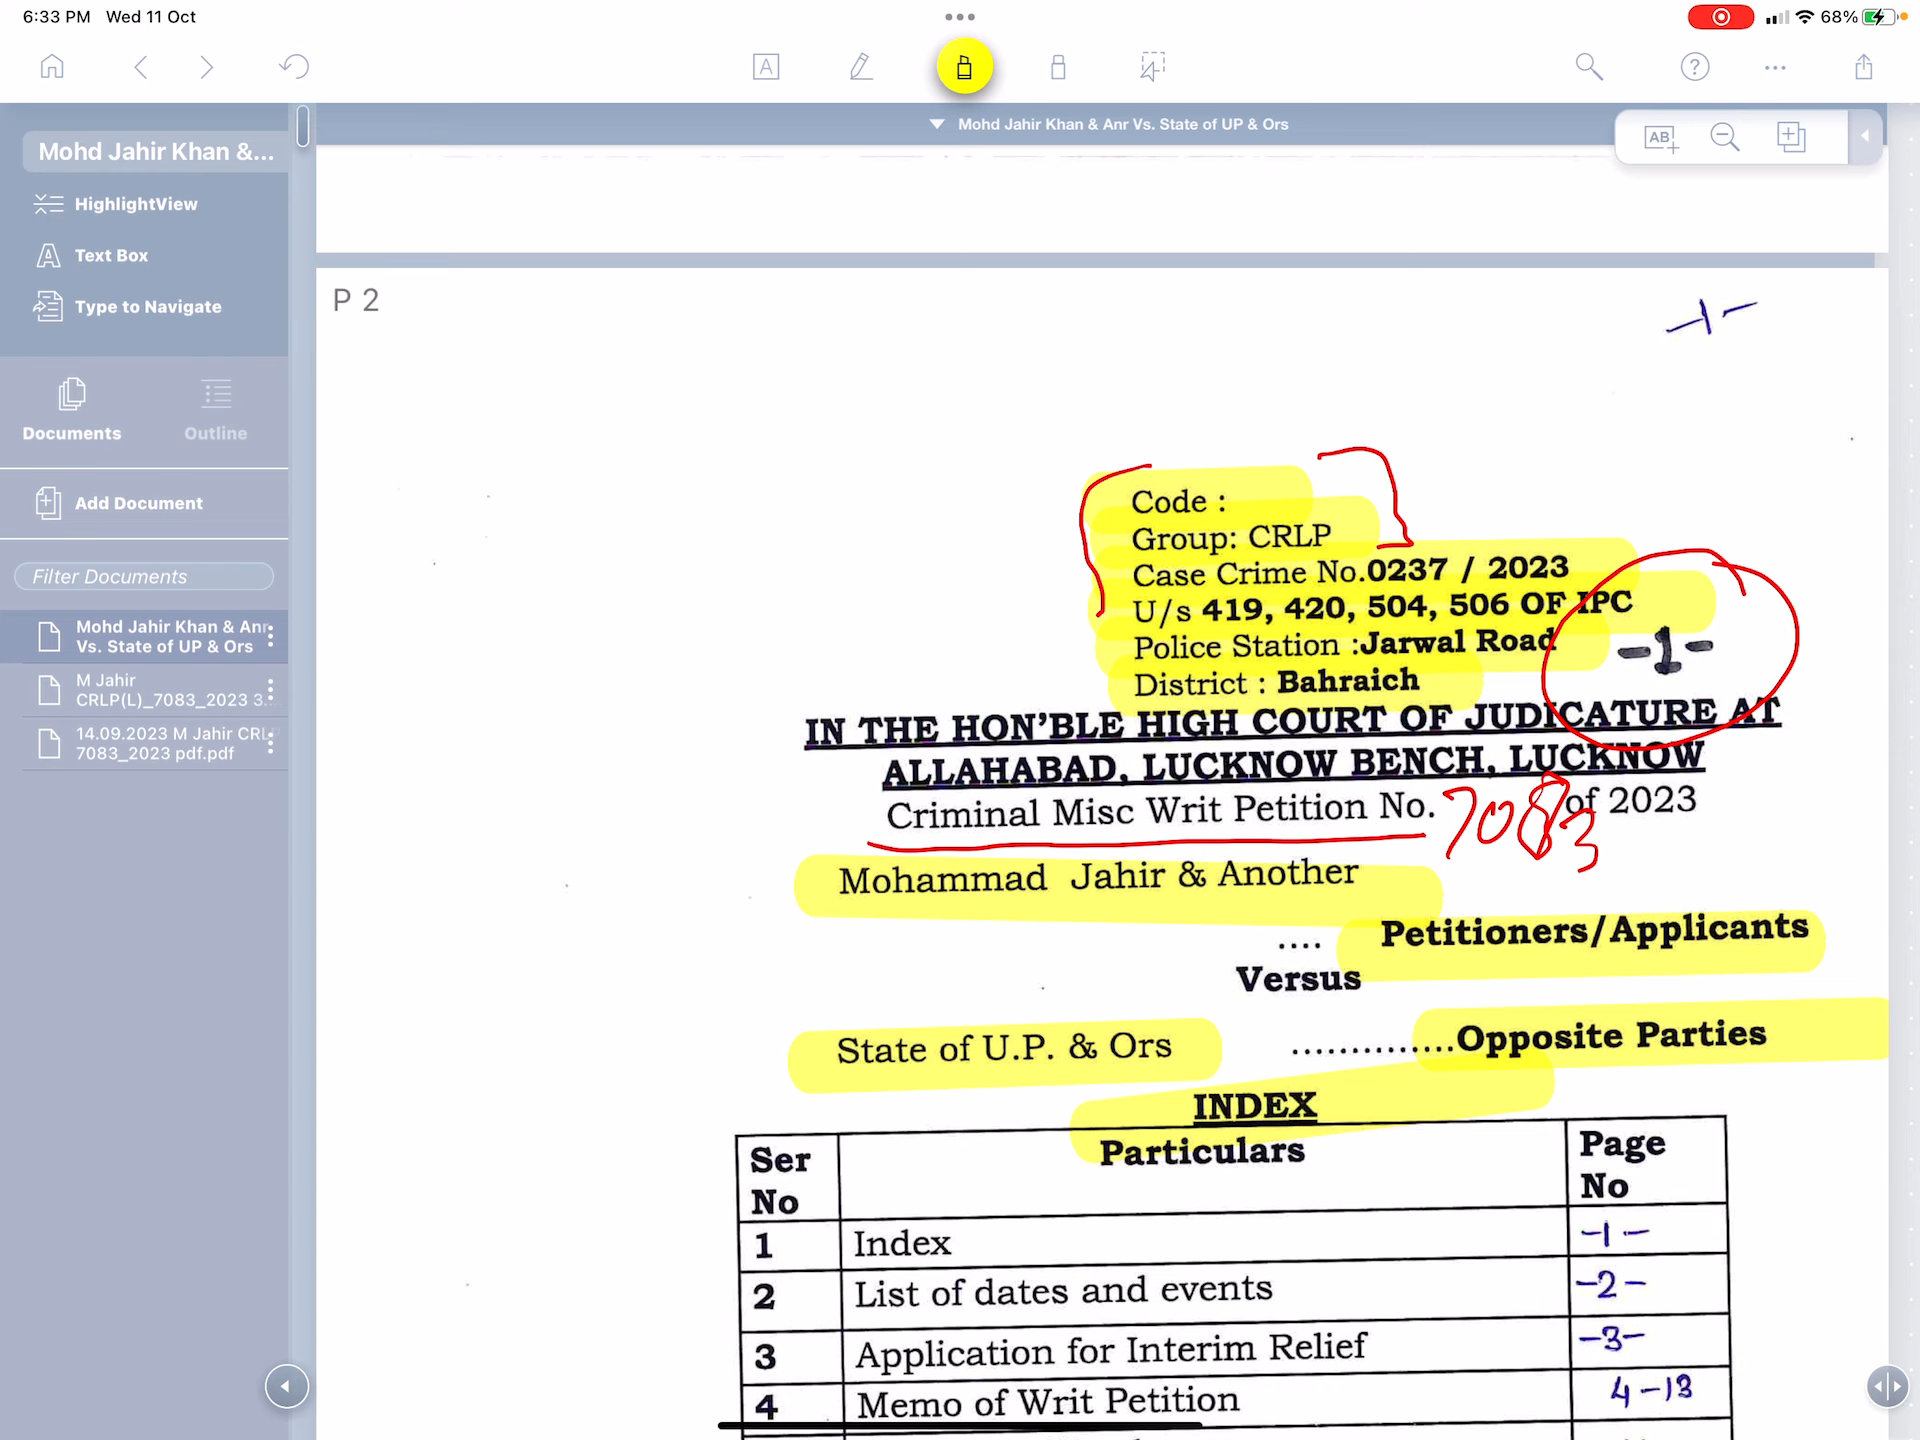 6:33 PM Wed 11 Oct
68%
A
?
Mohd Jahir Khan & Anr Vs. State of UP & Ors
AB
Mohd Jahir Khan &...
HighlightView
Text Box
Type to Navigate
Documents
Outline
Add Document
Filter Documents
Mohd Jahir Khan & Anr
Vs. State of UP & Ors
M Jahir
CRLP(L)_7083_2023 3...
14.09.2023 M Jahir CRL
7083_2023 pdf.pdf
P 2
-1-
Code :
Group: CRLP
Case Crime No.0237 / 2023
U/s 419, 420, 504, 506 OF IPC
Police Station :Jarwal Road
-1-
District : Bahraich
IN THE HON'BLE HIGH COURT OF JUDICATURE AT
ALLAHABAD, LUCKNOW BENCH, LUCKNOW
Criminal Misc Writ Petition No. 7083 of 2023
Mohammad Jahir & Another
.... Petitioners/Applicants
Versus
State of U.P. & Ors ...............Opposite Parties
INDEX
Ser No Particulars Page No
1 Index -1-
2 List of dates and events -2-
3 Application for Interim Relief -3-
4 Memo of Writ Petition 4-13